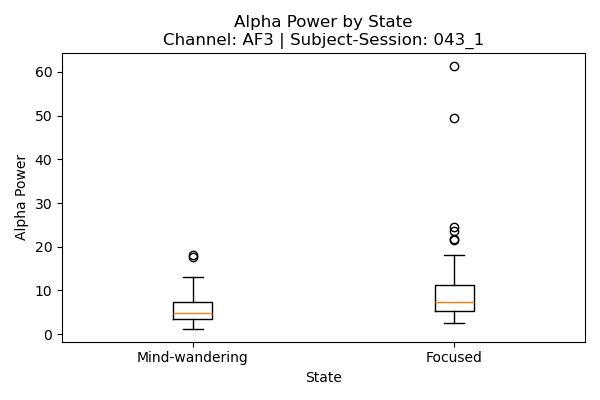 Alpha Power by State
Channel: AF3 | Subject-Session: 043_1
60
50
40
30
20
10
0
Alpha Power
Mind-wandering
Focused
State